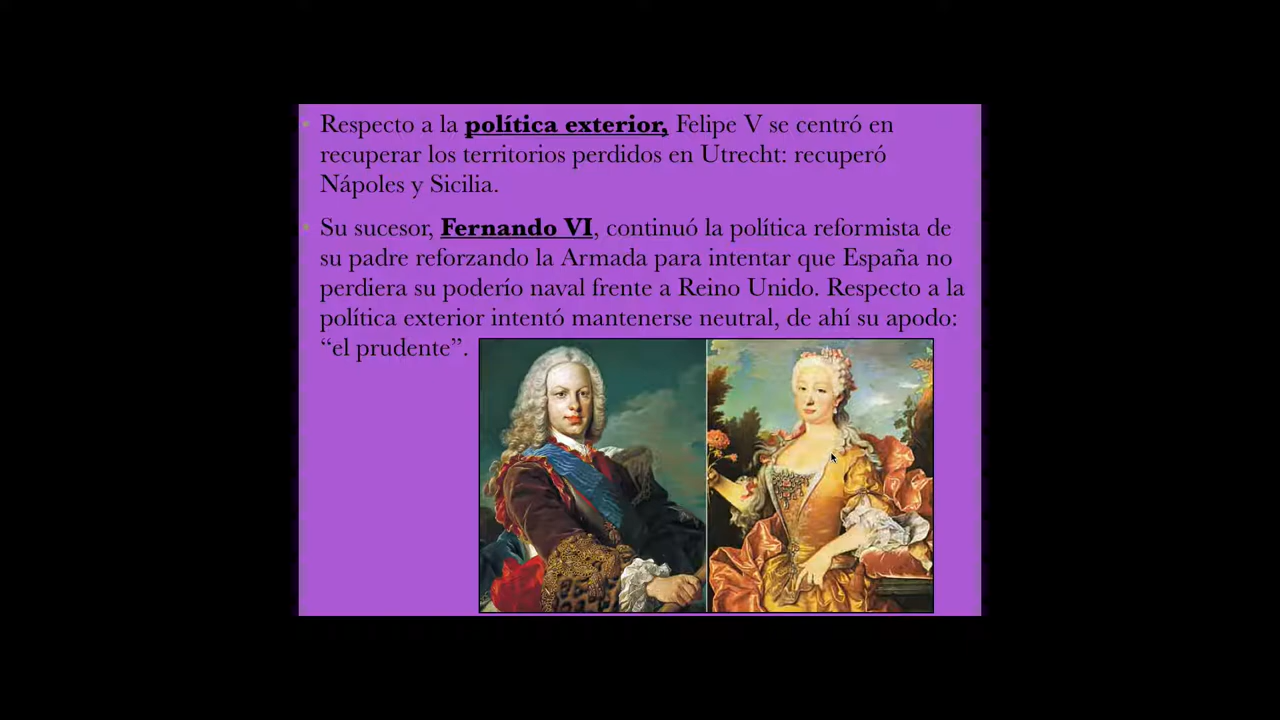 Respecto a la política exterior, Felipe V se centró en
recuperar los territorios perdidos en Utrecht: recuperó
Nápoles y Sicilia.
Su sucesor, Fernando VI, continuó la política reformista de
su padre reforzando la Armada para intentar que España no
perdiera su poderío naval frente a Reino Unido. Respecto a la
política exterior intentó mantenerse neutral, de ahí su apodo:
“el prudente”.